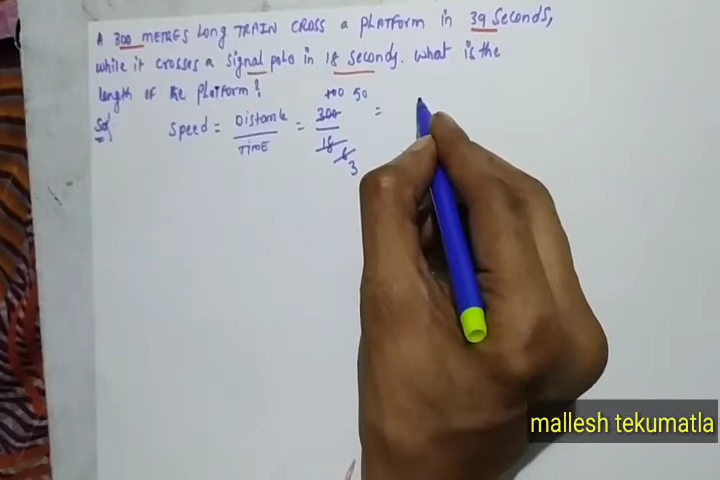 A 300 METRES Long TRAIN CROSS a PLATFORM in 39 Seconds,
while it crosses a signal pole in 18 seconds. what is the
length of the platform?
Sol
Speed = Distance / TIME = 300 / 18 =
100 50
6
3
mallesh tekumatla